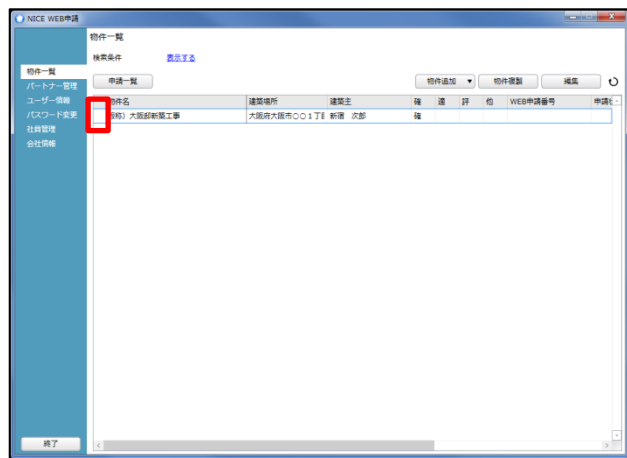 NICE WEB申請
物件一覧
検索条件 表示する
物件一覧
パートナー管理
ユーザー情報
パスワード変更
社員管理
会社情報
申請一覧 物件追加 ▼ 物件複製 編集
物件名 建築場所 建築主 確 適 評 他 WEB申請番号
称）大阪邸新築工事 大阪府大阪市○○１丁目 新宿 次郎 確
終了